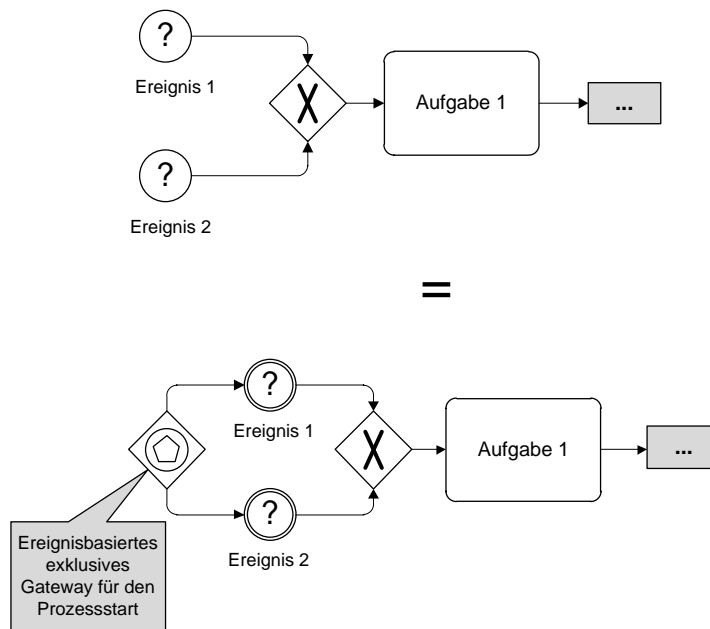 ?
Ereignis 1
X
Aufgabe 1
...
?
Ereignis 2
=
?
Ereignis 1
X
Aufgabe 1
...
?
Ereignis 2
Ereignisbasiertes
exklusives
Gateway für den
Prozessstart